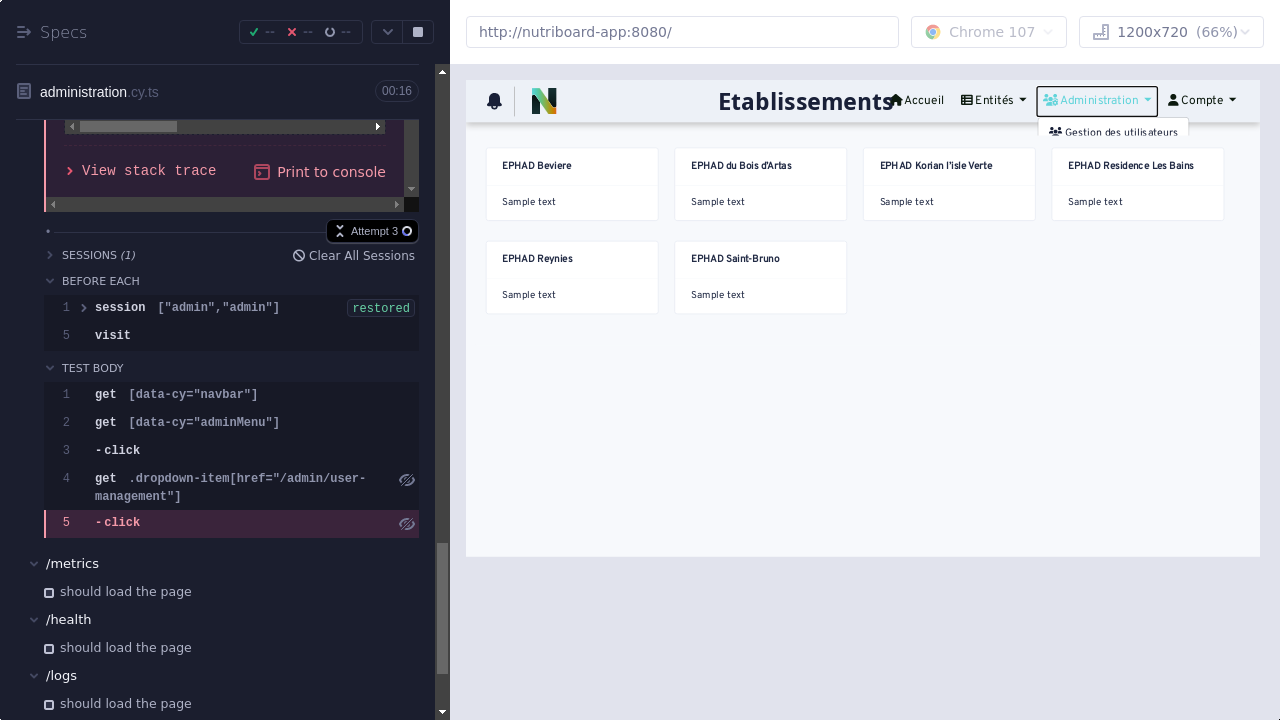 Specs
--
--
--
administration.cy.ts
00:16
View stack trace
Print to console
Attempt 3
SESSIONS (1)
Clear All Sessions
BEFORE EACH
1 session ["admin","admin"] restored
5 visit
TEST BODY
1 get [data-cy="navbar"]
2 get [data-cy="adminMenu"]
3 -click
4 get .dropdown-item[href="/admin/user-
management"]
5 -click
/metrics
should load the page
/health
should load the page
/logs
should load the page
http://nutriboard-app:8080/
Chrome 107
1200x720 (66%)
Etablissements
Accueil
Entités
Administration
Compte
Gestion des utilisateurs
EPHAD Beviere
Sample text
EPHAD du Bois d'Artas
Sample text
EPHAD Korian l'isle Verte
Sample text
EPHAD Residence Les Bains
Sample text
EPHAD Reynies
Sample text
EPHAD Saint-Bruno
Sample text